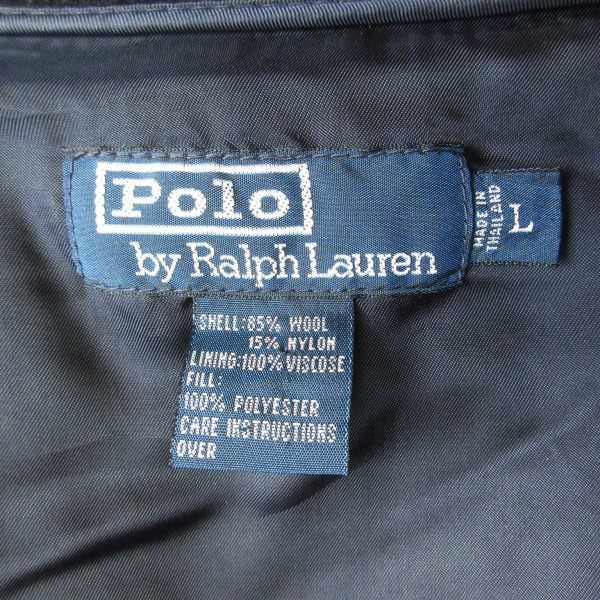 Polo
by Ralph Lauren
MADE IN
THAILAND
L
SHELL:85% WOOL
15% NYLON
LINING:100% VISCOSE
FILL:
100% POLYESTER
CARE INSTRUCTIONS
OVER